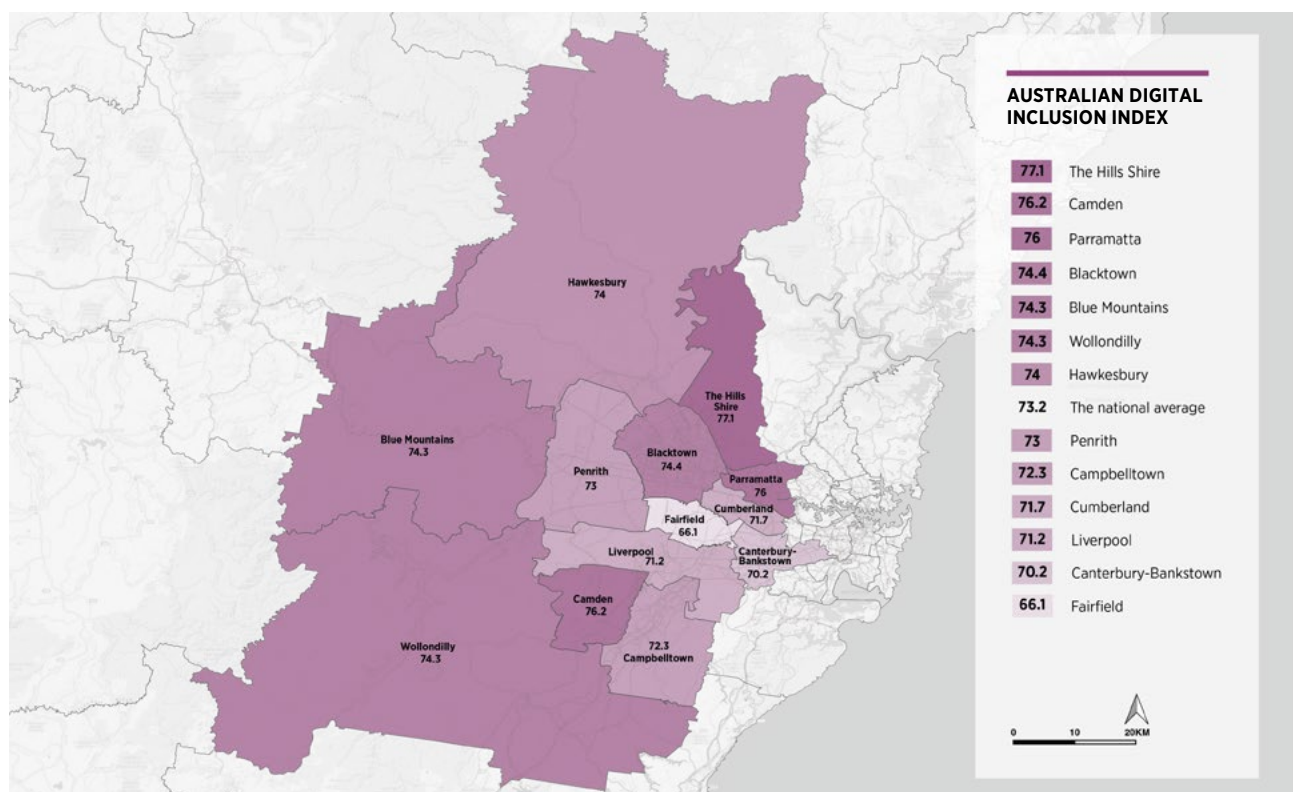 AUSTRALIAN DIGITAL
INCLUSION INDEX
77.1 The Hills Shire
76.2 Camden
76 Parramatta
74.4 Blacktown
74.3 Blue Mountains
74.3 Wollondilly
74 Hawkesbury
73.2 The national average
73 Penrith
72.3 Campbelltown
71.7 Cumberland
71.2 Liverpool
70.2 Canterbury-Bankstown
66.1 Fairfield
0 10 20KM
Hawkesbury
74
The Hills
Shire
77.1
Blue Mountains
74.3
Blacktown
74.4
Penrith
73
Parramatta
76
Cumberland
71.7
Fairfield
66.1
Liverpool
71.2
Canterbury-
Bankstown
70.2
Camden
76.2
Wollondilly
74.3
72.3
Campbelltown